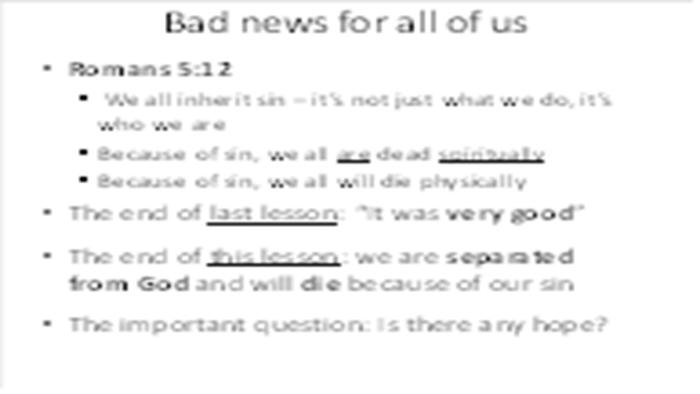 Bad news for all of us
• Romans 5:12
▪ We all inherit sin – it's not just what we do, it's
who we are
▪ Because of sin, we all are dead spiritually
▪ Because of sin, we all will die physically
• The end of last lesson: "It was very good"
• The end of this lesson: we are separated
from God and will die because of our sin
• The important question: Is there any hope?